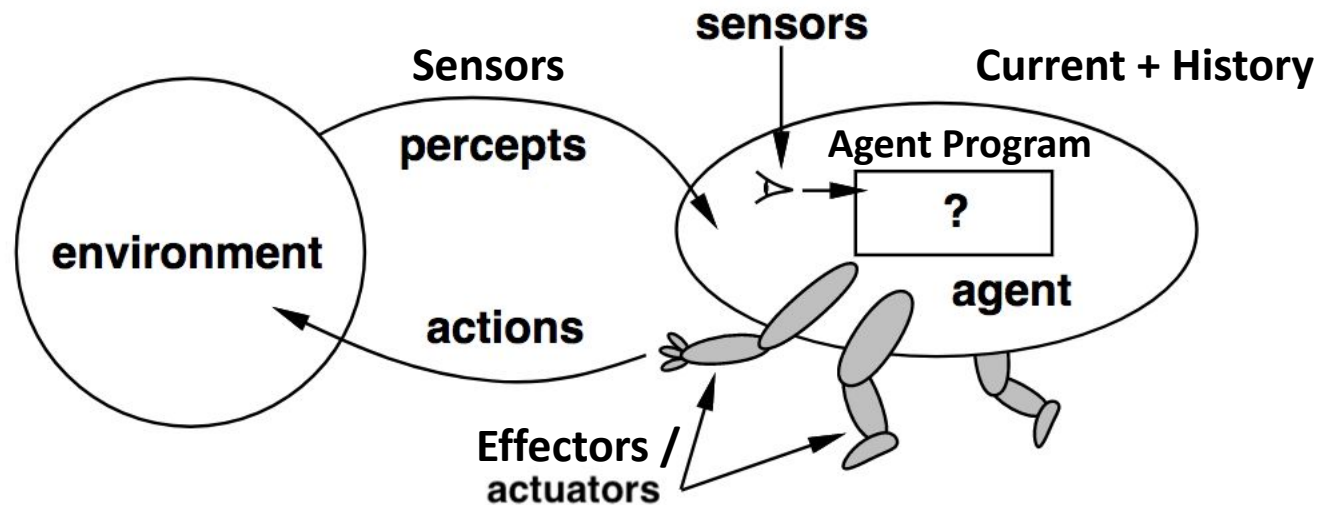 sensors
Sensors
Current + History
percepts
Agent Program
?
environment
agent
actions
Effectors /
actuators